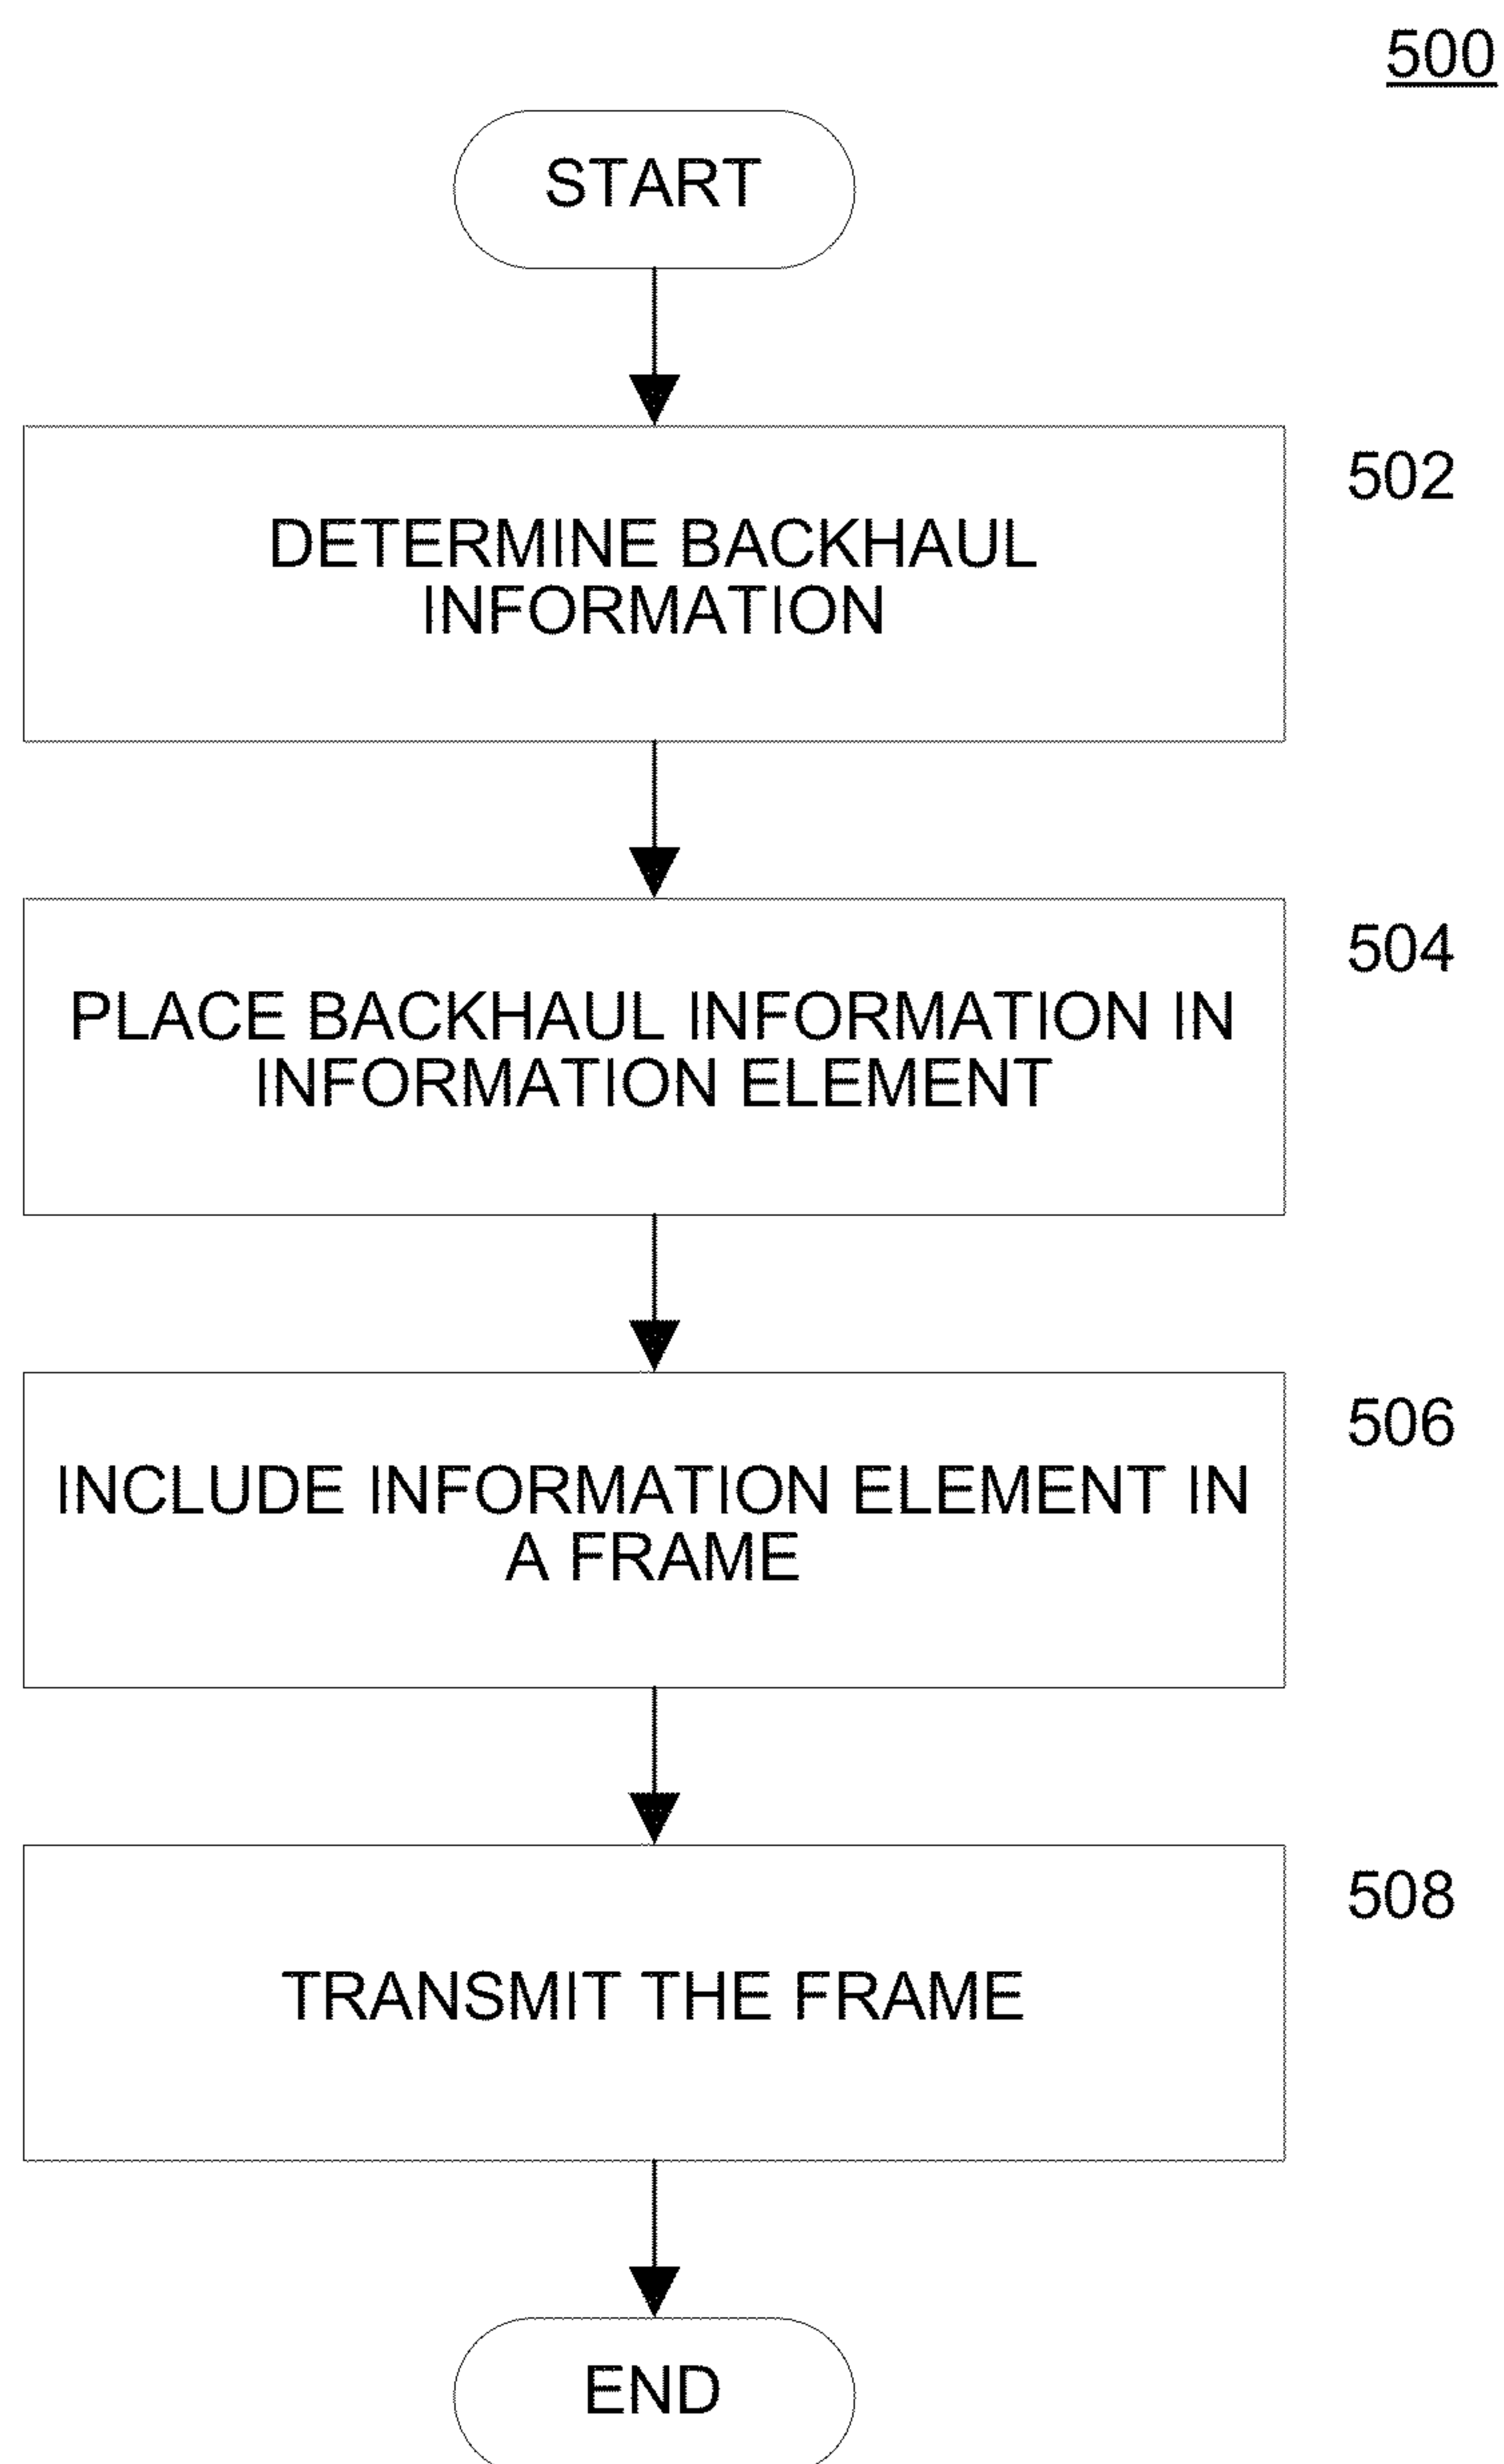 500
START
DETERMINE BACKHAUL
INFORMATION
502
PLACE BACKHAUL INFORMATION IN
INFORMATION ELEMENT
504
INCLUDE INFORMATION ELEMENT IN
A FRAME
506
TRANSMIT THE FRAME
508
END